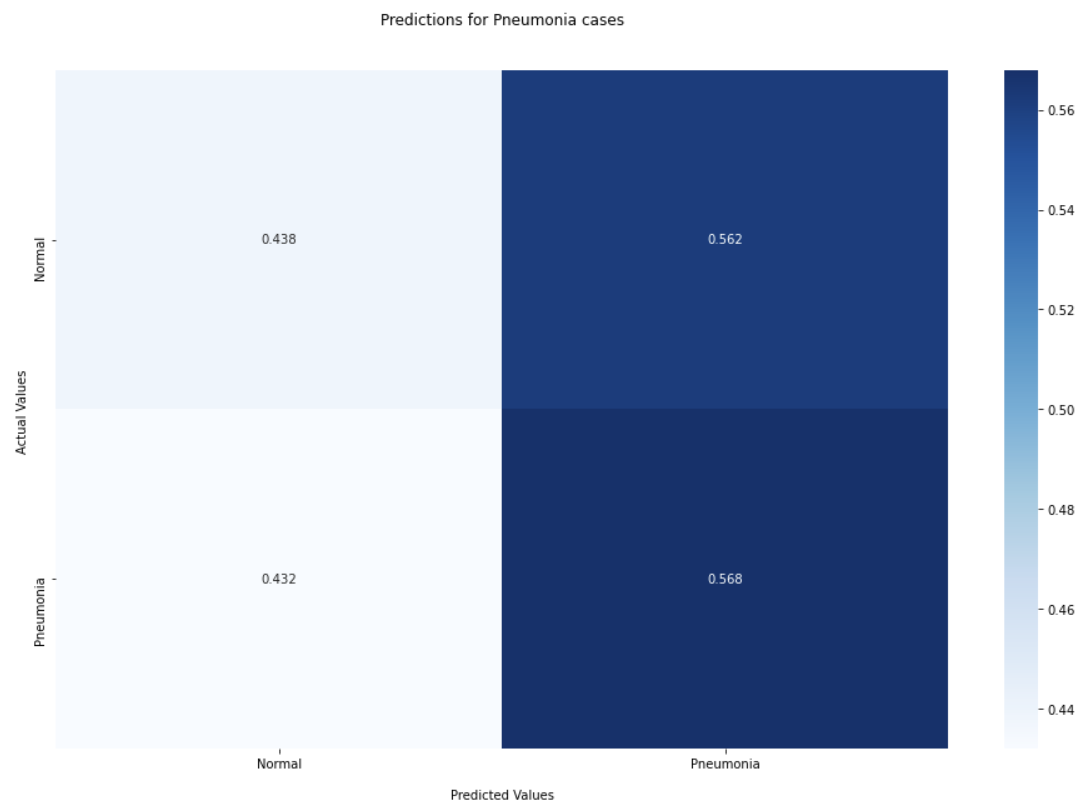 Predictions for Pneumonia cases
Normal
0.438
0.562
Actual Values
Pneumonia
0.432
0.568
Normal
Pneumonia
Predicted Values
0.56
0.54
0.52
0.50
0.48
0.46
0.44